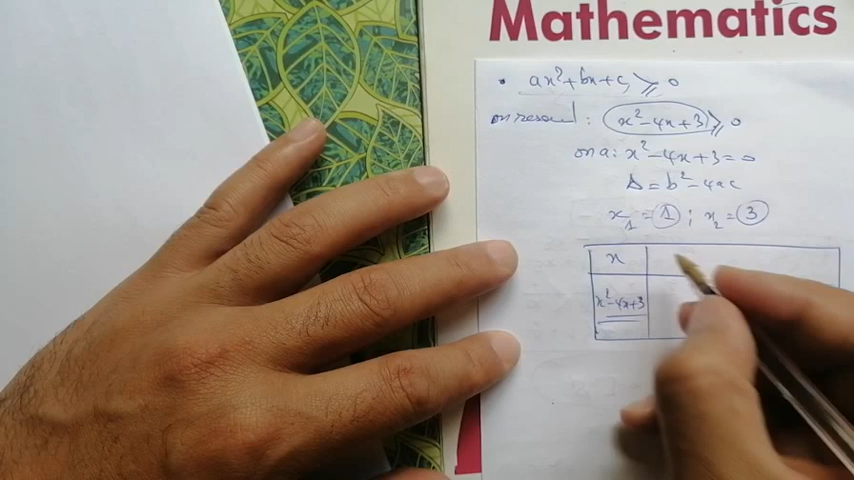 Mathematics
• ax²+bx+c ⩾ 0
on résoud : x²-4x+3 ⩾ 0
on a : x²-4x+3=0
Δ=b²-4ac
x₁=1 ; x₂=3
x
x²-4x+3